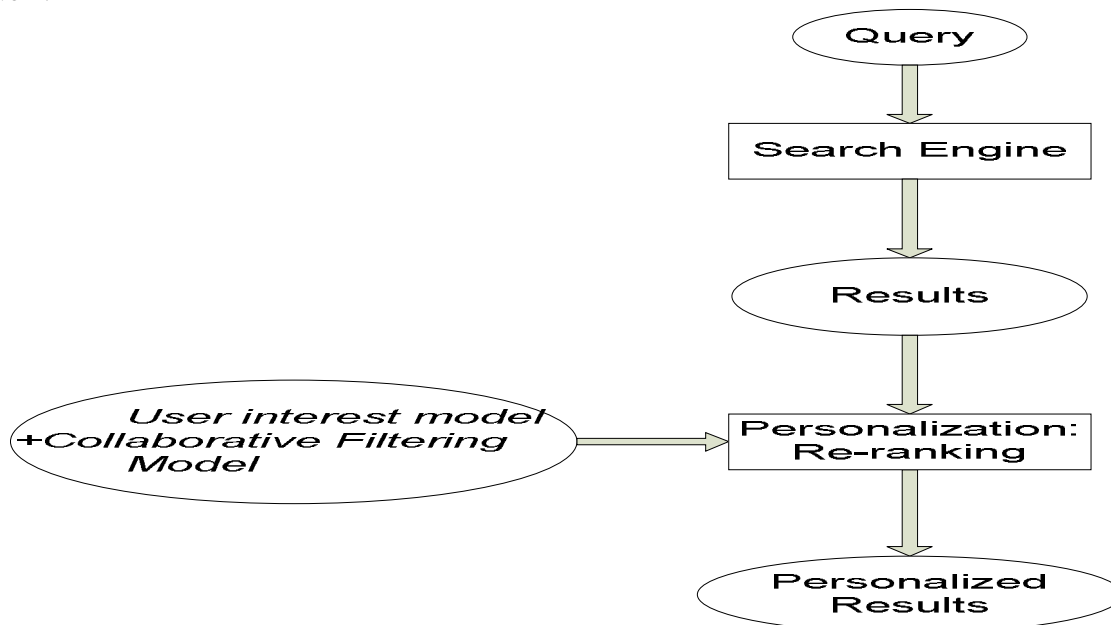 Query
Search Engine
Results
User interest model
+Collaborative Filtering
Model
Personalization:
Re-ranking
Personalized
Results